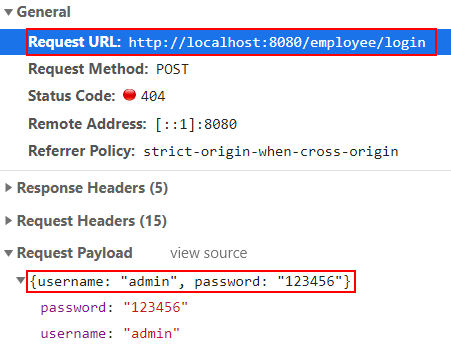 General
Request URL: http://localhost:8080/employee/login
Request Method: POST
Status Code: 404
Remote Address: [::1]:8080
Referrer Policy: strict-origin-when-cross-origin
Response Headers (5)
Request Headers (15)
Request Payload view source
{username: "admin", password: "123456"}
password: "123456"
username: "admin"